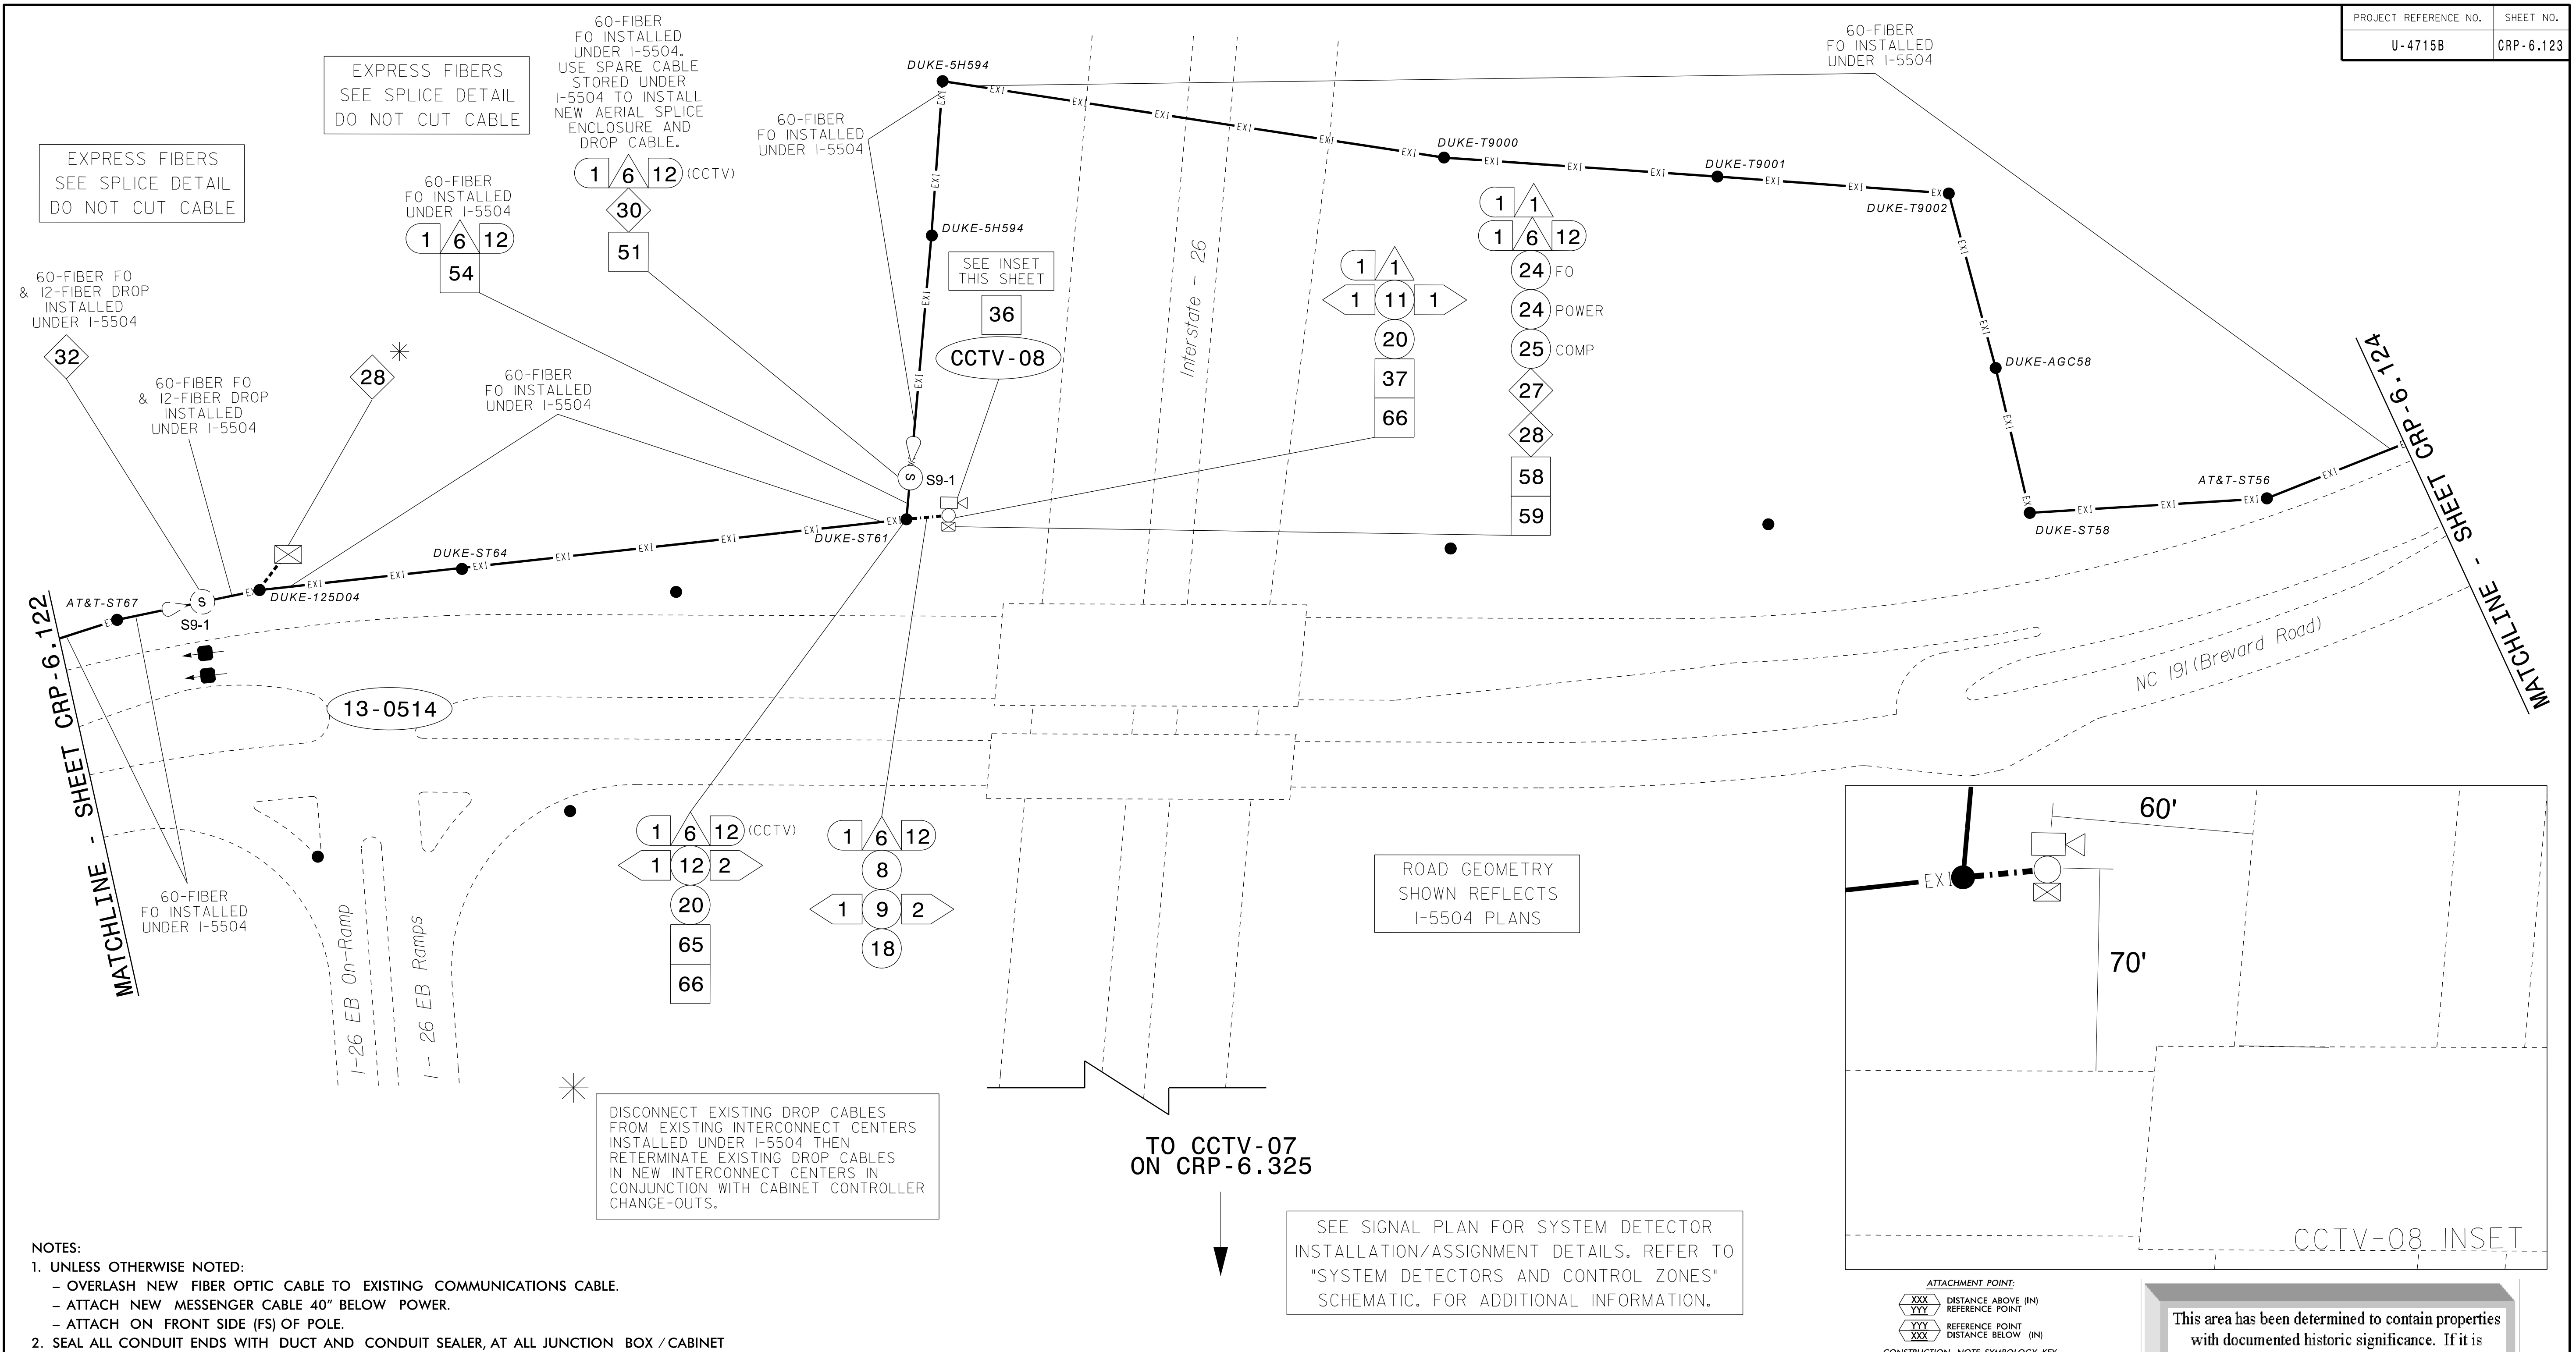 PROJECT REFERENCE NO.
SHEET NO.
U-4715B
CRP-6.123
60-FIBER
FO INSTALLED
UNDER I-5504.
USE SPARE CABLE
STORED UNDER
I-5504 TO INSTALL
NEW AERIAL SPLICE
ENCLOSURE AND
DROP CABLE.
1 6 12 (CCTV)
30
51
EXPRESS FIBERS
SEE SPLICE DETAIL
DO NOT CUT CABLE
EXPRESS FIBERS
SEE SPLICE DETAIL
DO NOT CUT CABLE
60-FIBER
FO INSTALLED
UNDER I-5504
1 6 12
54
60-FIBER
FO INSTALLED
UNDER I-5504
DUKE-5H594
DUKE-5H594
60-FIBER
FO INSTALLED
UNDER I-5504
DUKE-T9000
DUKE-T9001
DUKE-T9002
DUKE-AGC58
DUKE-ST58
AT&T-ST56
MATCHLINE - SHEET CRP-6.124
60-FIBER FO
& 12-FIBER DROP
INSTALLED
UNDER I-5504
32
60-FIBER FO
& 12-FIBER DROP
INSTALLED
UNDER I-5504
28
60-FIBER
FO INSTALLED
UNDER I-5504
SEE INSET
THIS SHEET
36
CCTV-08
Interstate - 26
1 1
1 11 1
20
37
66
1 1
1 6 12
24 FO
24 POWER
25 COMP
27
28
58
59
S S9-1
EXI EXI EXI EXI EXI EXI EXI EXI EXI EXI EXI EXI
DUKE-ST61
DUKE-ST64
DUKE-125D04
AT&T-ST67
S
S9-1
MATCHLINE - SHEET CRP-6.122
13-0514
60-FIBER
FO INSTALLED
UNDER I-5504
I-26 EB On-Ramp
I - 26 EB Ramps
1 6 12 (CCTV)
1 12 2
20
65
66
1 6 12
8
1 9 2
18
NC 191 (Brevard Road)
ROAD GEOMETRY
SHOWN REFLECTS
I-5504 PLANS
60'
EXI
70'
CCTV-08 INSET
DISCONNECT EXISTING DROP CABLES
FROM EXISTING INTERCONNECT CENTERS
INSTALLED UNDER I-5504 THEN
RETERMINATE EXISTING DROP CABLES
IN NEW INTERCONNECT CENTERS IN
CONJUNCTION WITH CABINET CONTROLLER
CHANGE-OUTS.
TO CCTV-07
ON CRP-6.325
SEE SIGNAL PLAN FOR SYSTEM DETECTOR
INSTALLATION/ASSIGNMENT DETAILS. REFER TO
"SYSTEM DETECTORS AND CONTROL ZONES"
SCHEMATIC. FOR ADDITIONAL INFORMATION.
NOTES:
1. UNLESS OTHERWISE NOTED:
– OVERLASH NEW FIBER OPTIC CABLE TO EXISTING COMMUNICATIONS CABLE.
– ATTACH NEW MESSENGER CABLE 40" BELOW POWER.
– ATTACH ON FRONT SIDE (FS) OF POLE.
2. SEAL ALL CONDUIT ENDS WITH DUCT AND CONDUIT SEALER, AT ALL JUNCTION BOX / CABINET
ATTACHMENT POINT:
XXX DISTANCE ABOVE (IN)
YYY REFERENCE POINT
YYY REFERENCE POINT
XXX DISTANCE BELOW (IN)
CONSTRUCTION NOTE SYMBOLOGY KEY
This area has been determined to contain properties
with documented historic significance. If it is